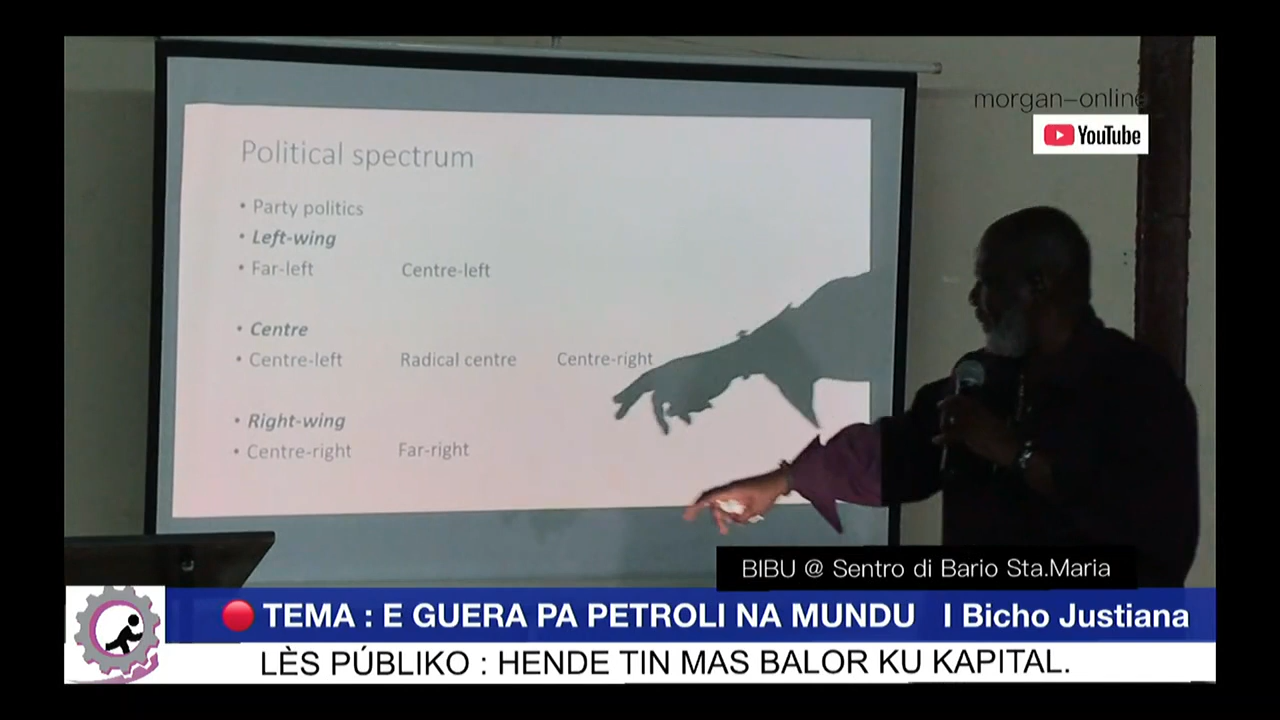 morgan-online
YouTube
Political spectrum
• Party politics
• Left-wing
• Far-left Centre-left
• Centre
• Centre-left Radical centre Centre-right
• Right-wing
• Centre-right Far-right
BIBU @ Sentro di Bario Sta.Maria
TEMA : E GUERA PA PETROLI NA MUNDU I Bicho Justiana
LÈS PÚBLIKO : HENDE TIN MAS BALOR KU KAPITAL.